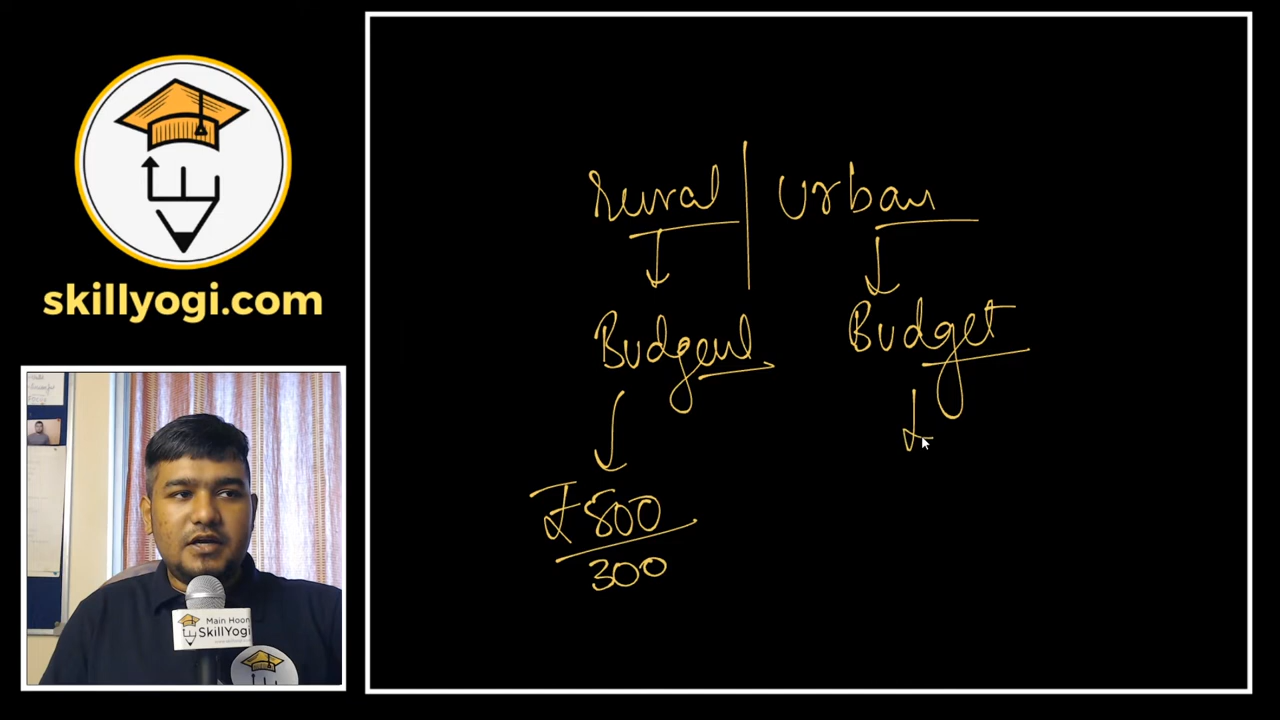 skillyogi.com
Main Hoon
SkillYogi
Rural | Urban
Budget Budget
₹ 800
300